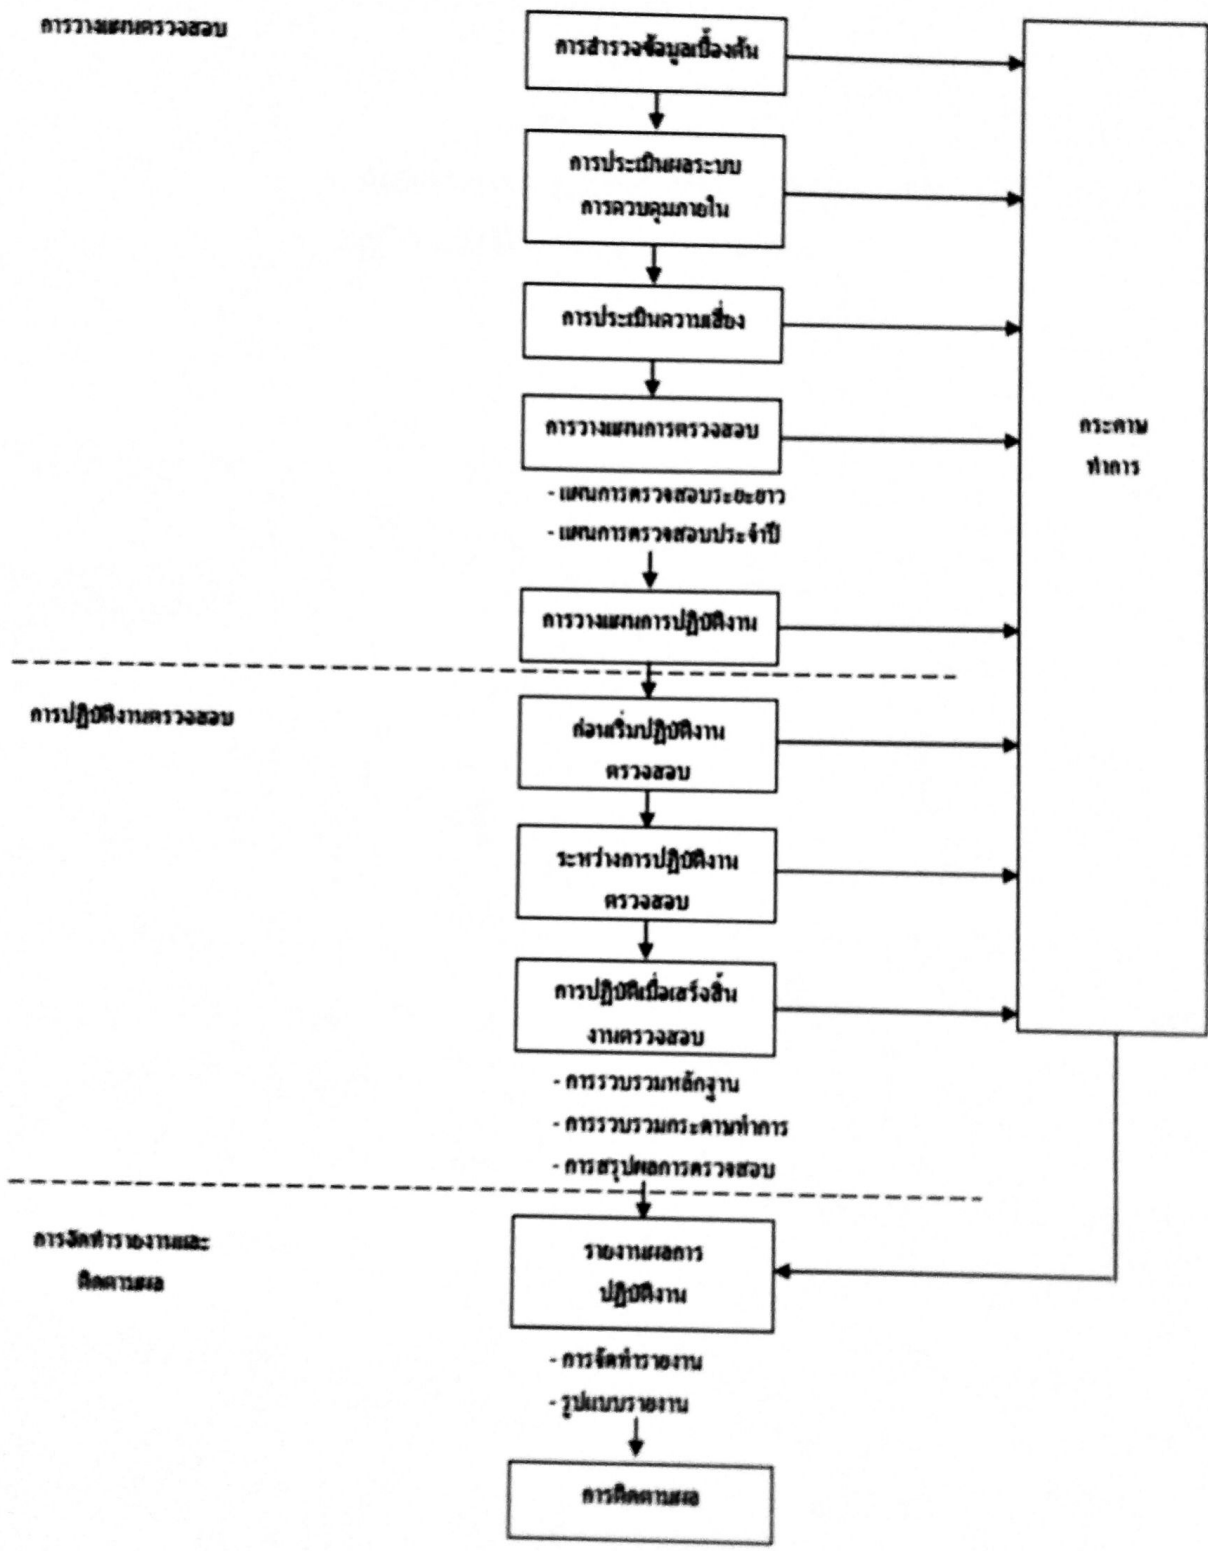 การวางแผนตรวจสอบ
การสำรวจข้อมูลเบื้องต้น
การประเมินผลระบบ
การควบคุมภายใน
การประเมินความเสี่ยง
การวางแผนการตรวจสอบ
- แผนการตรวจสอบระยะยาว
- แผนการตรวจสอบประจำปี
การวางแผนการปฏิบัติงาน
กระดาษ
ทำการ
การปฏิบัติงานตรวจสอบ
ก่อนเริ่มปฏิบัติงาน
ตรวจสอบ
ระหว่างการปฏิบัติงาน
ตรวจสอบ
การปฏิบัติเมื่อเสร็จสิ้น
งานตรวจสอบ
- การรวบรวมหลักฐาน
- การรวบรวมกระดาษทำการ
- การสรุปผลการตรวจสอบ
การจัดทำรายงานและ
ติดตามผล
รายงานผลการ
ปฏิบัติงาน
- การจัดทำรายงาน
- รูปแบบรายงาน
การติดตามผล